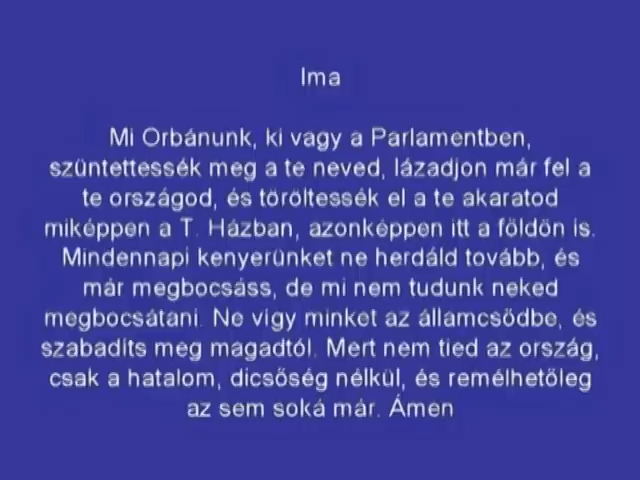 Ima
Mi Orbánunk, ki vagy a Parlamentben,
szüntettessék meg a te neved, lázadjon már fel a
te országod, és töröltessék el a te akaratod
miképpen a T. Házban, azonképpen itt a földön is.
Mindennapi kenyerünket ne herdáld tovább, és
már megbocsáss, de mi nem tudunk neked
megbocsátani. Ne vigy minket az államcsödbe, és
szabadíts meg magadtól. Mert nem tied az ország,
csak a hatalom, dicsöség nélkül, és remélhetöleg
az sem soká már. Ámen